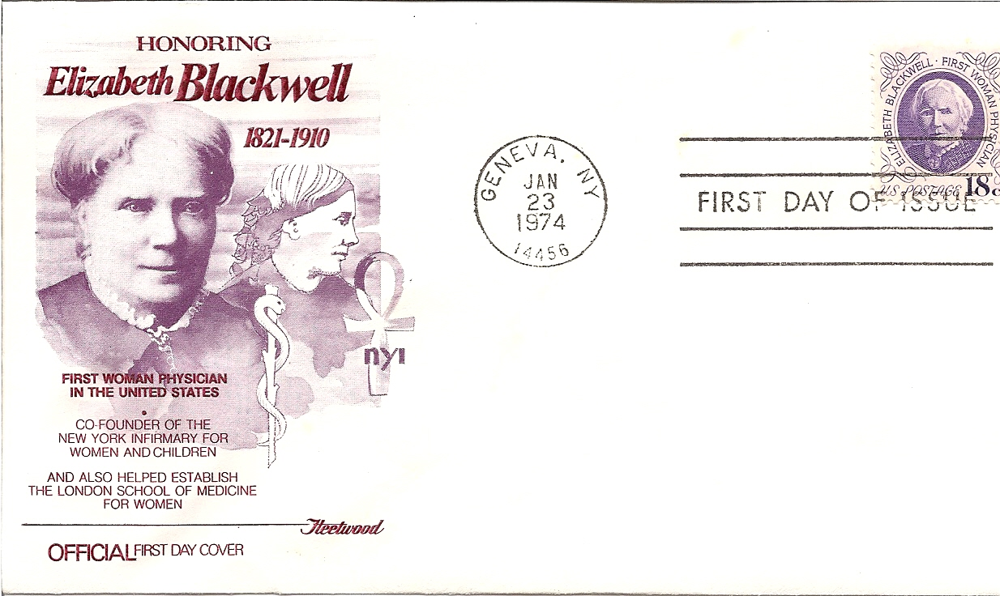 HONORING
Elizabeth Blackwell
1821-1910
FIRST WOMAN PHYSICIAN
IN THE UNITED STATES
•
CO-FOUNDER OF THE
NEW YORK INFIRMARY FOR
WOMEN AND CHILDREN
AND ALSO HELPED ESTABLISH
THE LONDON SCHOOL OF MEDICINE
FOR WOMEN
Fleetwood
OFFICIAL FIRST DAY COVER
nyi
GENEVA, NY
JAN
23
1974
14456
FIRST DAY OF ISSUE
ELIZABETH BLACKWELL · FIRST WOMAN PHYSICIAN
US POSTAGE 18c